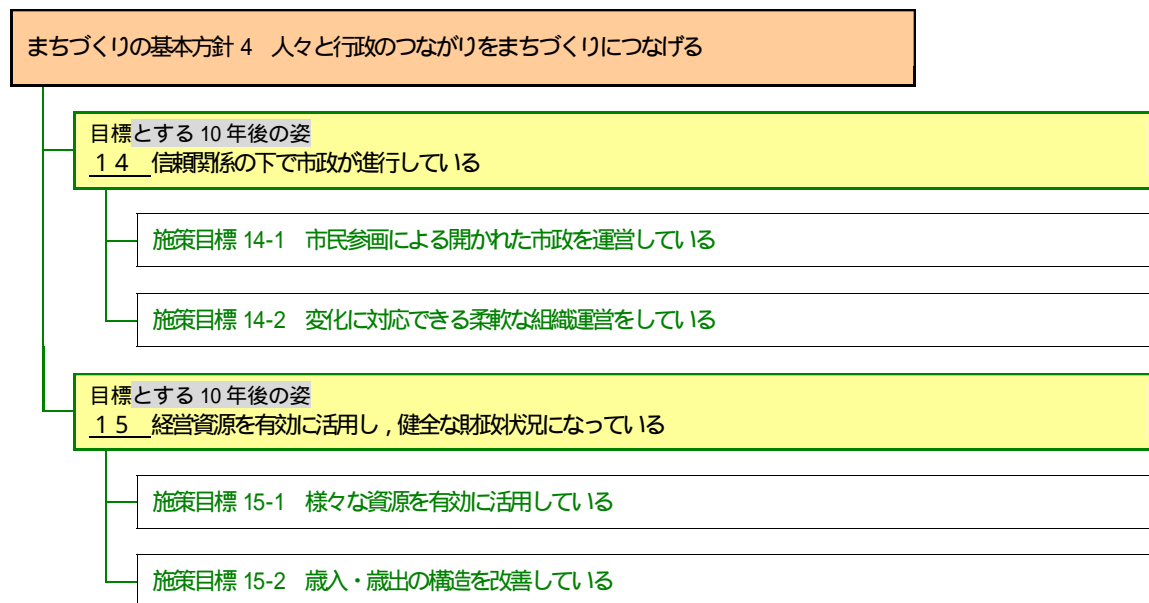 まちづくりの基本方針4　人々と行政のつながりをまちづくりにつなげる
目標とする10年後の姿
１４　信頼関係の下で市政が進行している
施策目標 14-1　市民参画による開かれた市政を運営している
施策目標 14-2　変化に対応できる柔軟な組織運営をしている
目標とする10年後の姿
１５　経営資源を有効に活用し，健全な財政状況になっている
施策目標 15-1　様々な資源を有効に活用している
施策目標 15-2　歳入・歳出の構造を改善している